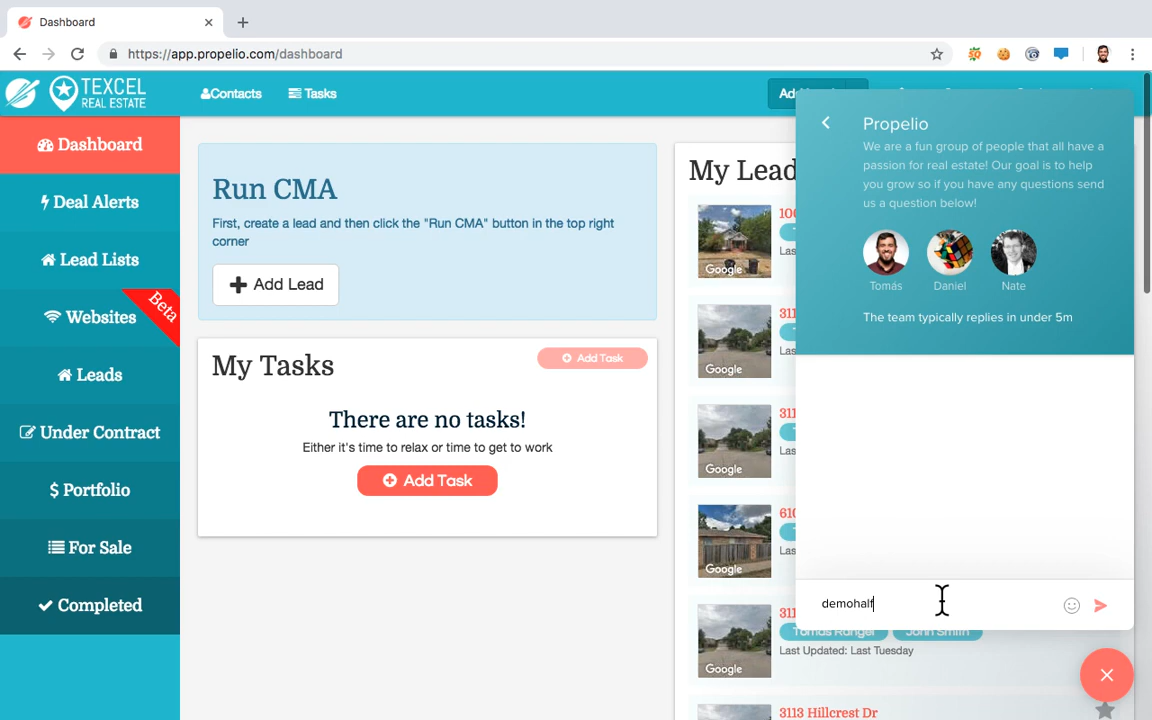 Dashboard
https://app.propelio.com/dashboard
TEXCEL
REAL ESTATE
Contacts
Tasks
Dashboard
Deal Alerts
Lead Lists
Websites
Beta
Leads
Under Contract
$ Portfolio
For Sale
Completed
Run CMA
First, create a lead and then click the "Run CMA" button in the top right
corner
Add Lead
My Tasks
Add Task
There are no tasks!
Either it's time to relax or time to get to work
Add Task
My Lead
Google
Google
Google
Google
Google
Tomas Ranger
John Smith
Last Updated: Last Tuesday
3113 Hillcrest Dr
Propelio
We are a fun group of people that all have a
passion for real estate! Our goal is to help
you grow so if you have any questions send
us a question below!
Tomás
Daniel
Nate
The team typically replies in under 5m
demohalf